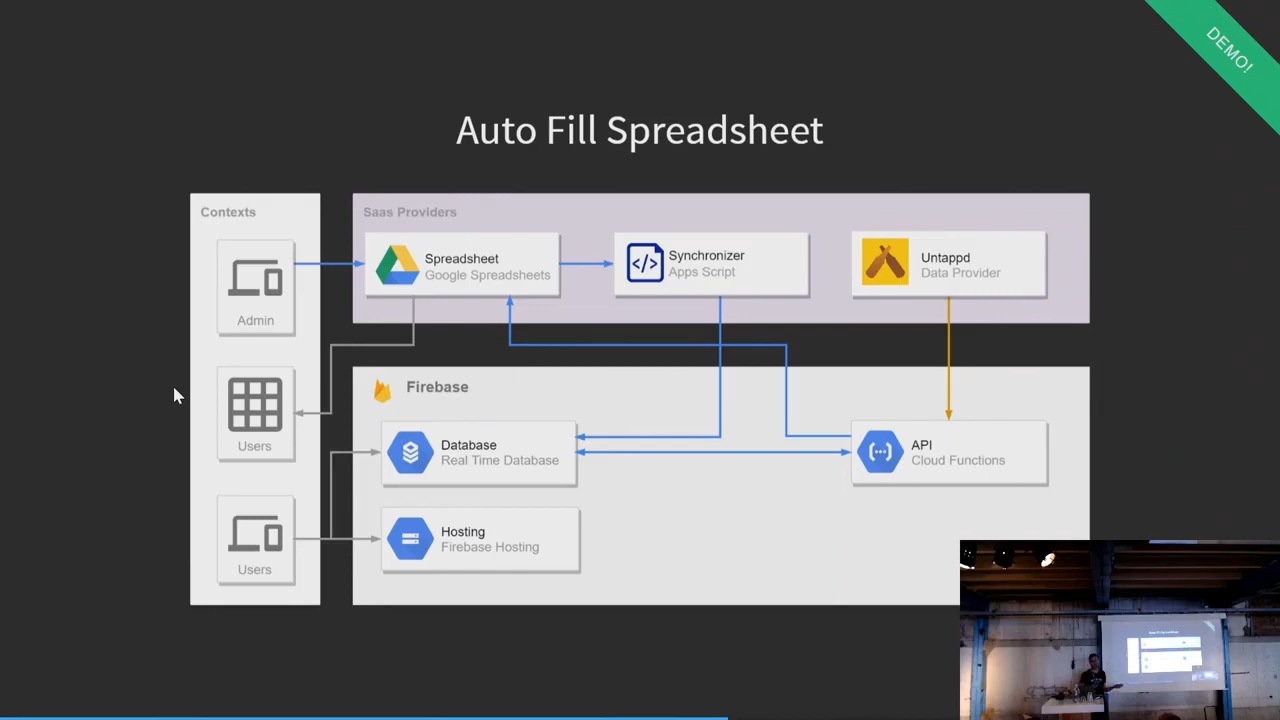 DEMO!
Auto Fill Spreadsheet
Contexts
Admin
Users
Users
Saas Providers
Spreadsheet
Google Spreadsheets
Synchronizer
Apps Script
Untappd
Data Provider
Firebase
Database
Real Time Database
API
Cloud Functions
Hosting
Firebase Hosting